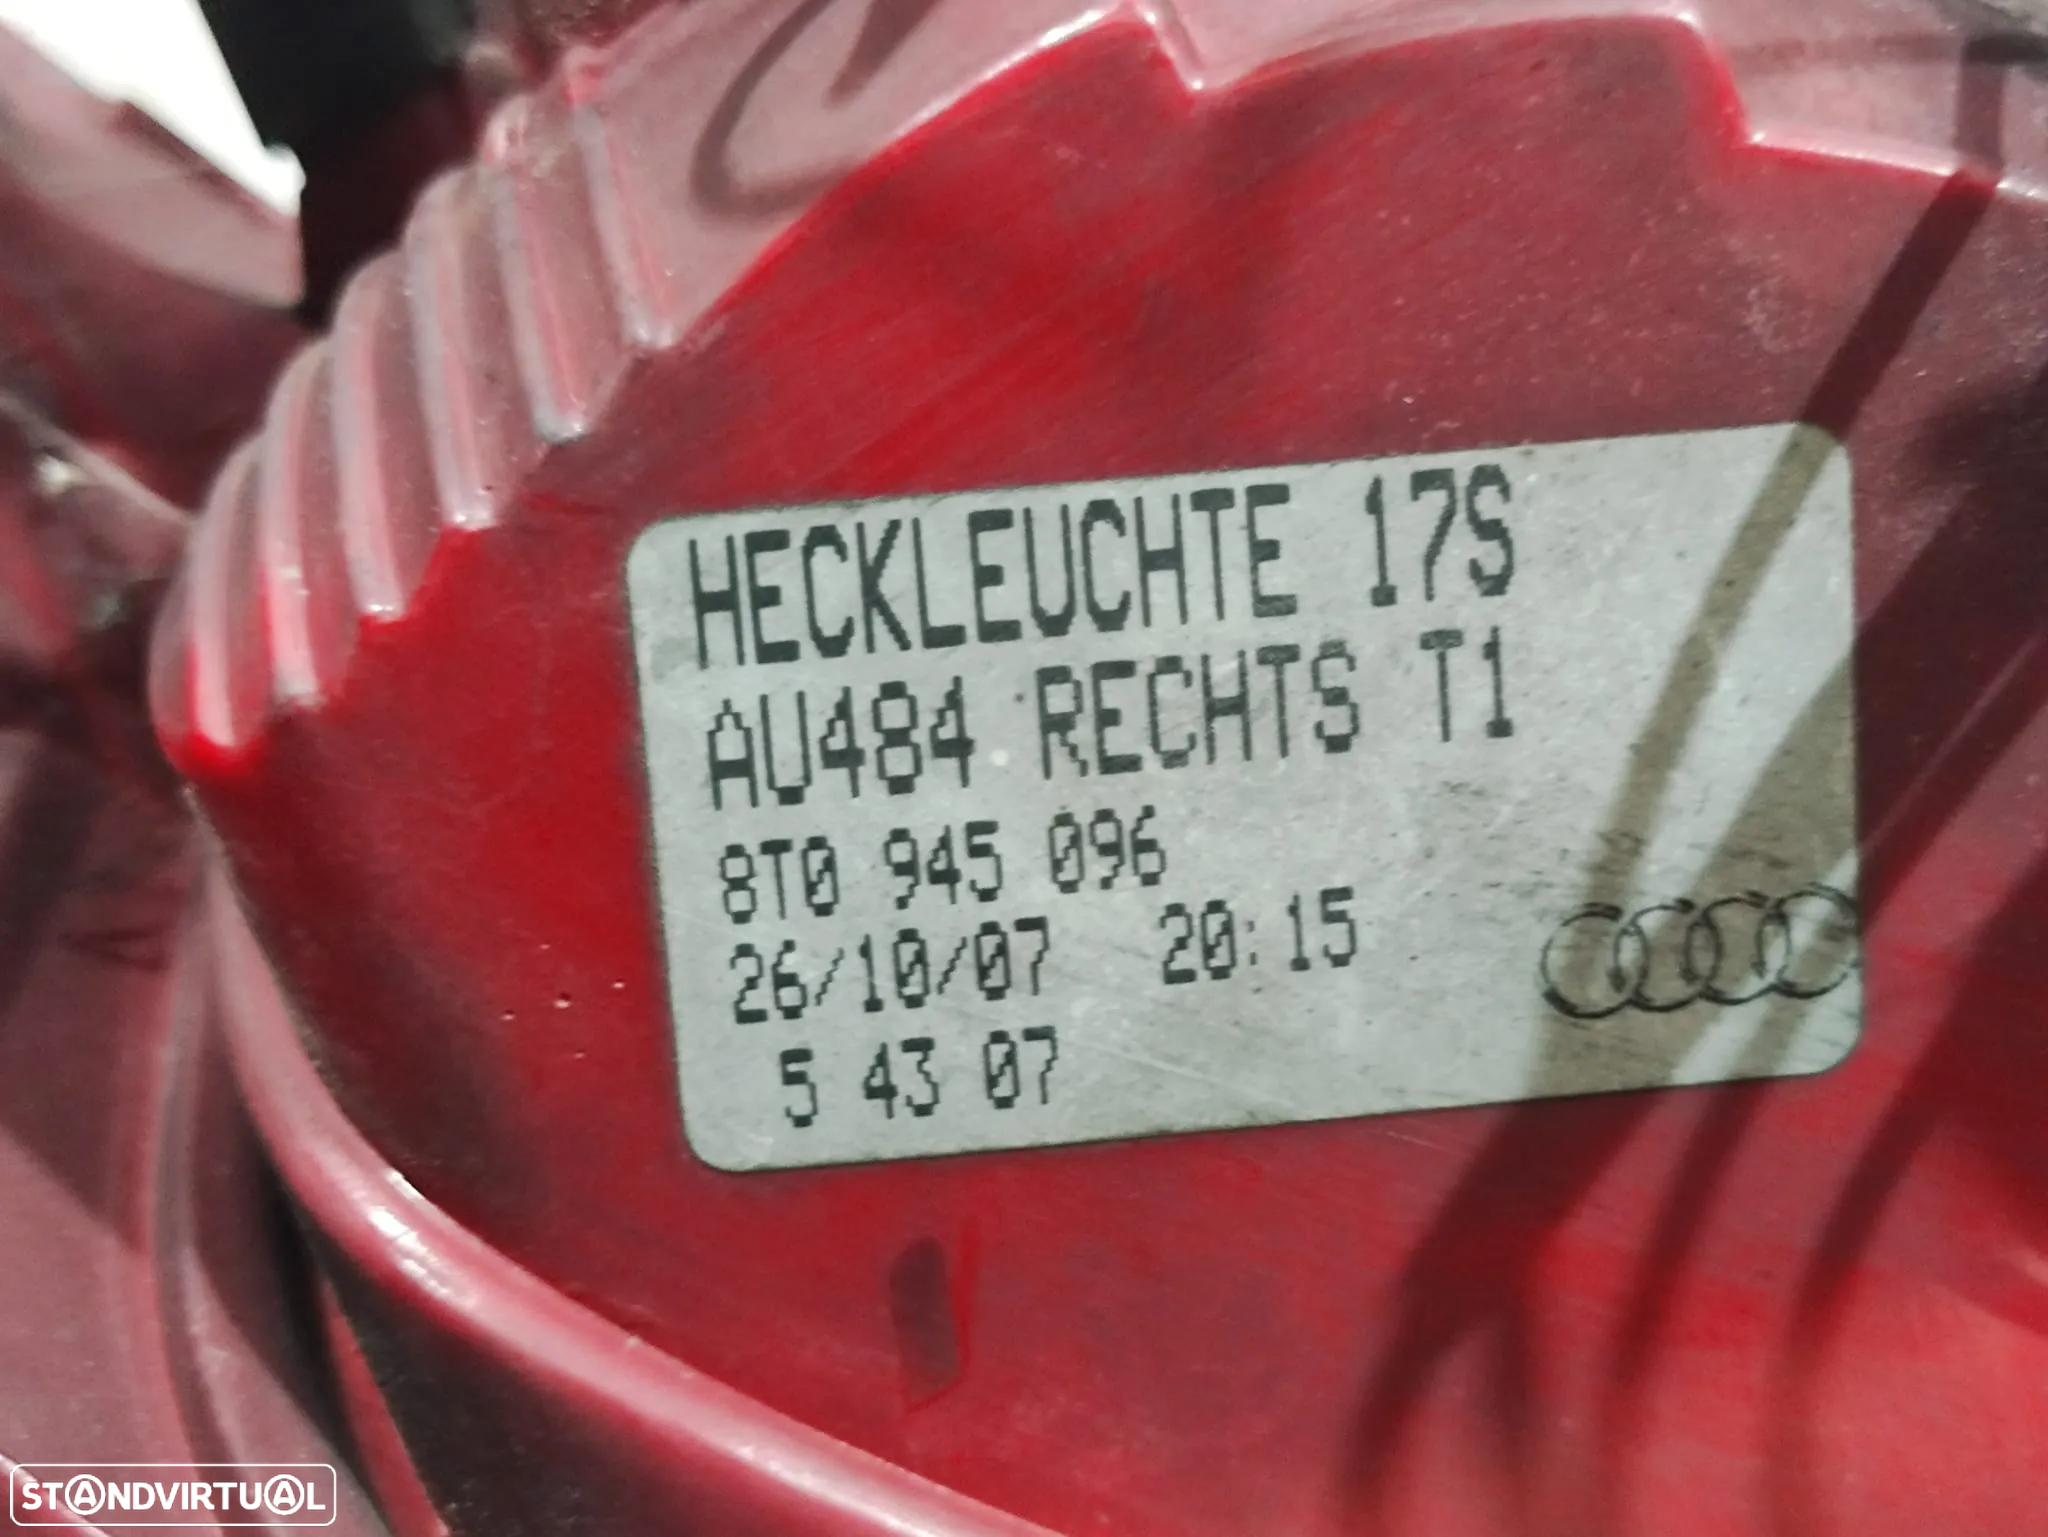 HECKLEUCHTE 17S
AU484 RECHTS T1
8T0 945 096
26/10/07 20:15
5 43 07
STANDVIRTUAL